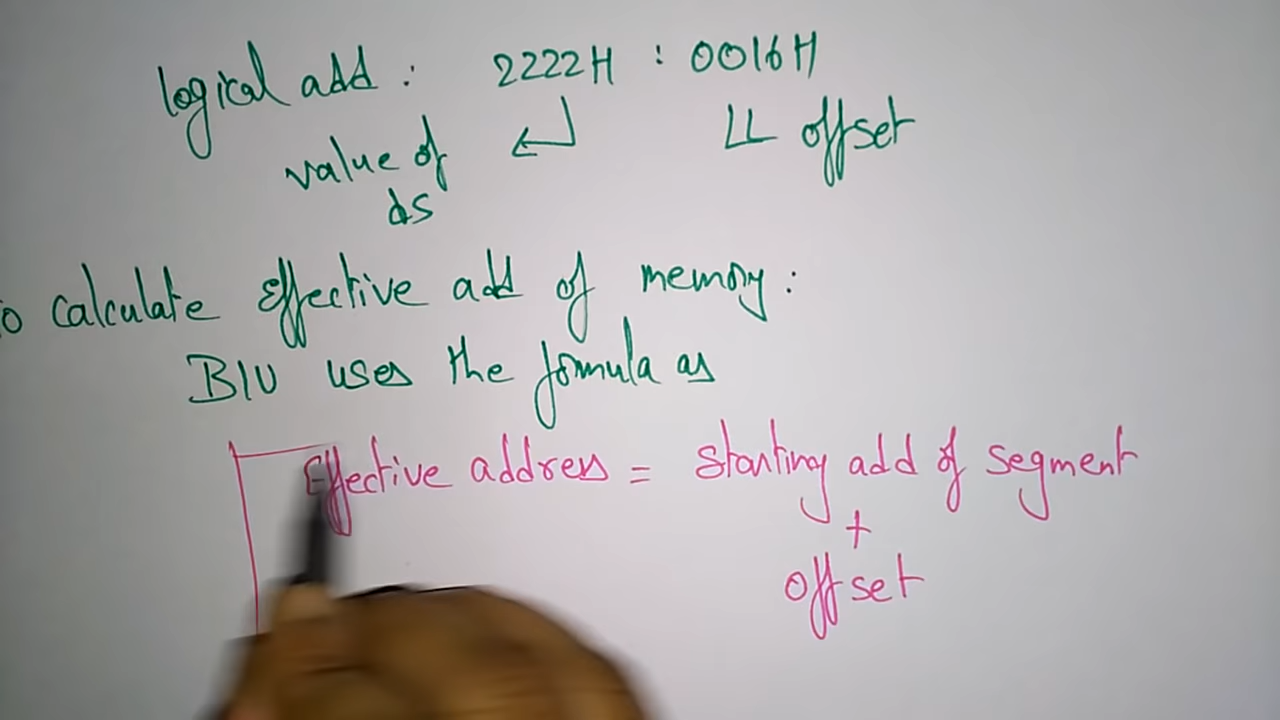 logical add : 2222H : 0016H
value of ds
offset
to calculate effective add of memory :
BIU uses the formula as
Effective address = starting add of segment
+
offset